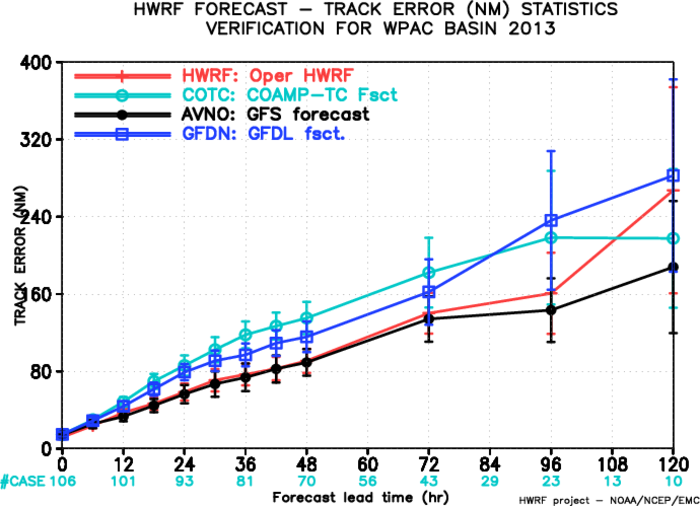 HWRF FORECAST – TRACK ERROR (NM) STATISTICS
VERIFICATION FOR WPAC BASIN 2013
HWRF: Oper HWRF
COTC: COAMP–TC Fsct
AVNO: GFS forecast
GFDN: GFDL fsct.
400
320
240
160
80
0
TRACK ERROR (NM)
0 12 24 36 48 60 72 84 96 108 120
#CASE 106 101 93 81 70 56 43 29 23 13 10
Forecast lead time (hr)
HWRF project – NOAA/NCEP/EMC